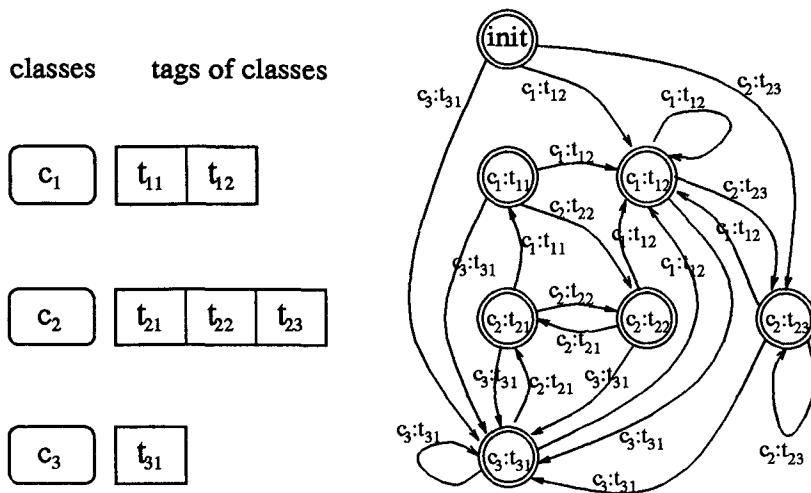 classes tags of classes
c₁ t₁₁ t₁₂
c₂ t₂₁ t₂₂ t₂₃
c₃ t₃₁
init
c₃:t₃₁ c₁:t₁₂ c₁:t₁₂ c₂:t₂₃
c₁:t₁₂
c₁:t₁₁ c₁:t₁₂
c₂:t₂₂ c₂:t₂₃
c₁:t₁₁ c₁:t₁₂ c₁:t₁₂
c₃:t₃₁ c₁:t₁₂
c₂:t₂₂
c₂:t₂₁ c₂:t₂₂ c₂:t₂₃
c₂:t₂₁
c₃:t₃₁ c₂:t₂₁ c₃:t₃₁
c₃:t₃₁ c₃:t₃₁ c₂:t₂₃
c₃:t₃₁ c₃:t₃₁